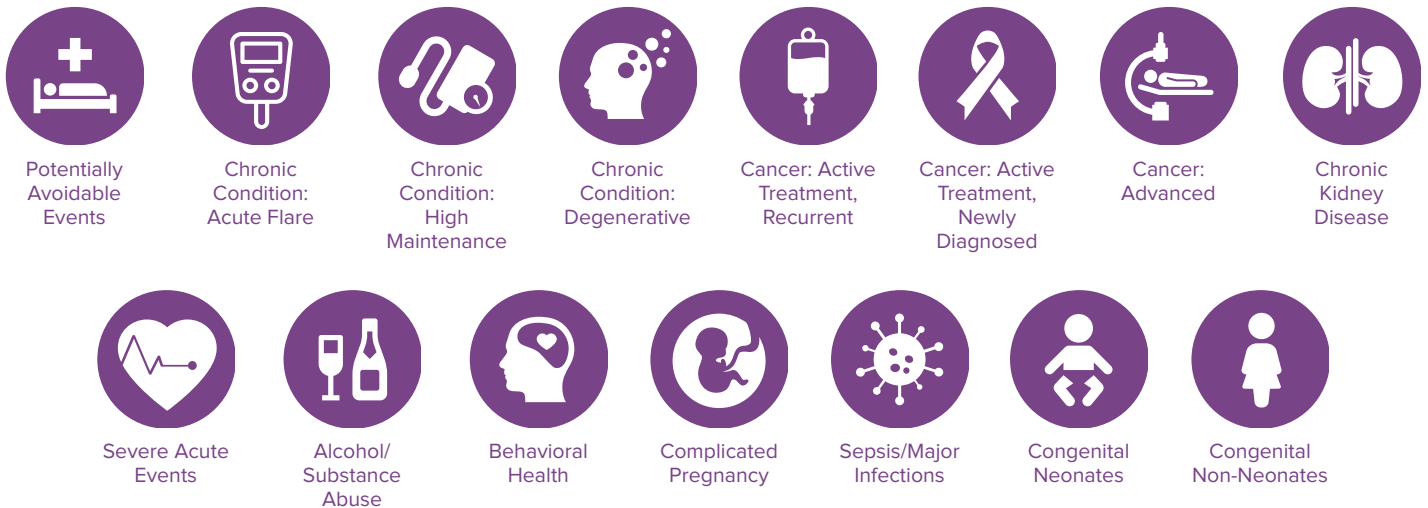 Potentially
Avoidable
Events
Chronic
Condition:
Acute Flare
Chronic
Condition:
High
Maintenance
Chronic
Condition:
Degenerative
Cancer: Active
Treatment,
Recurrent
Cancer: Active
Treatment,
Newly
Diagnosed
Cancer:
Advanced
Chronic
Kidney
Disease
Severe Acute
Events
Alcohol/
Substance
Abuse
Behavioral
Health
Complicated
Pregnancy
Sepsis/Major
Infections
Congenital
Neonates
Congenital
Non-Neonates